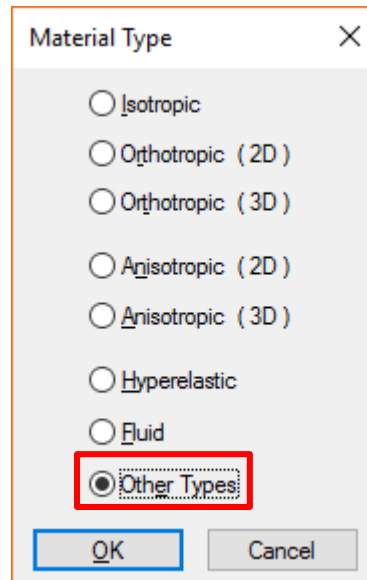 Material Type
Isotropic
Orthotropic ( 2D )
Orthotropic ( 3D )
Anisotropic ( 2D )
Anisotropic ( 3D )
Hyperelastic
Fluid
Other Types
OK Cancel